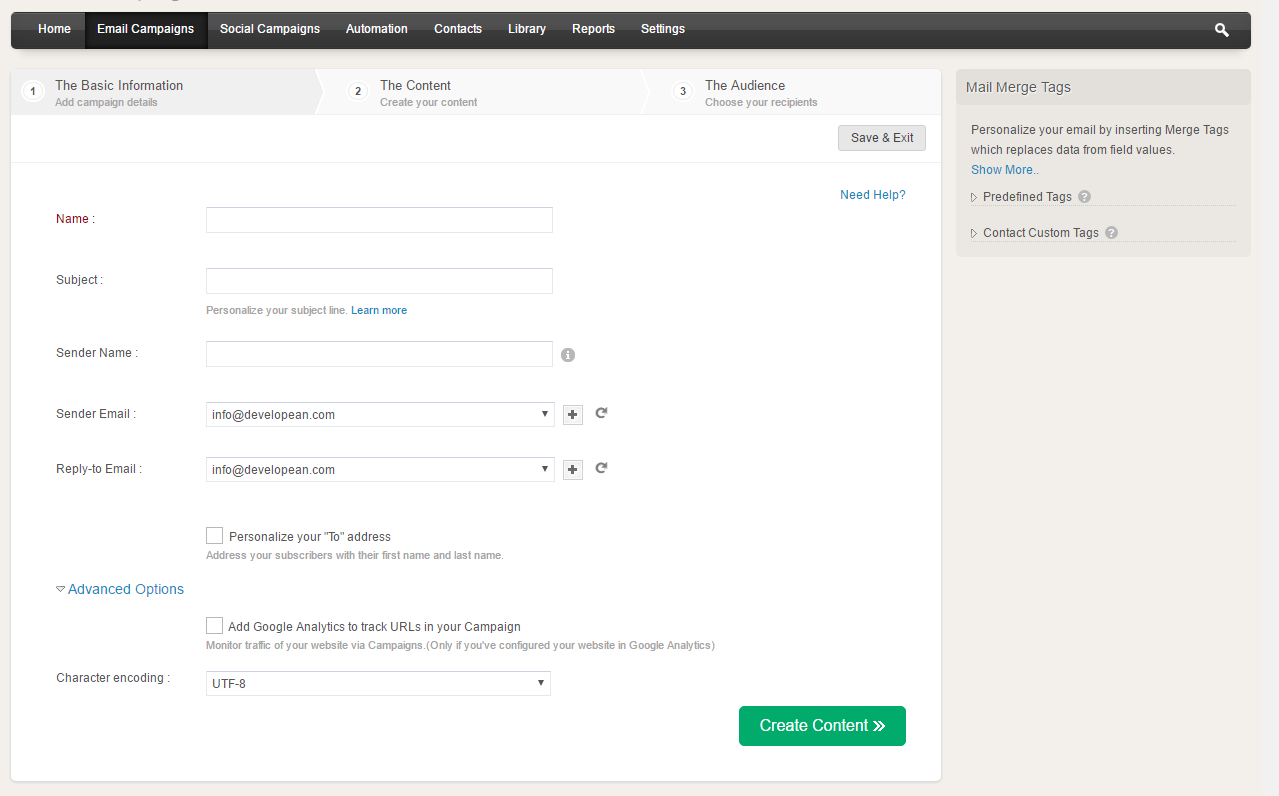 Home Email Campaigns Social Campaigns Automation Contacts Library Reports Settings
1 The Basic Information
Add campaign details
2 The Content
Create your content
3 The Audience
Choose your recipients
Save & Exit
Need Help?
Name :
Subject :
Personalize your subject line. Learn more
Sender Name :
Sender Email : info@developean.com
Reply-to Email : info@developean.com
Personalize your "To" address
Address your subscribers with their first name and last name.
Advanced Options
Add Google Analytics to track URLs in your Campaign
Monitor traffic of your website via Campaigns.(Only if you've configured your website in Google Analytics)
Character encoding : UTF-8
Create Content »
Mail Merge Tags
Personalize your email by inserting Merge Tags
which replaces data from field values.
Show More..
Predefined Tags ?
Contact Custom Tags ?